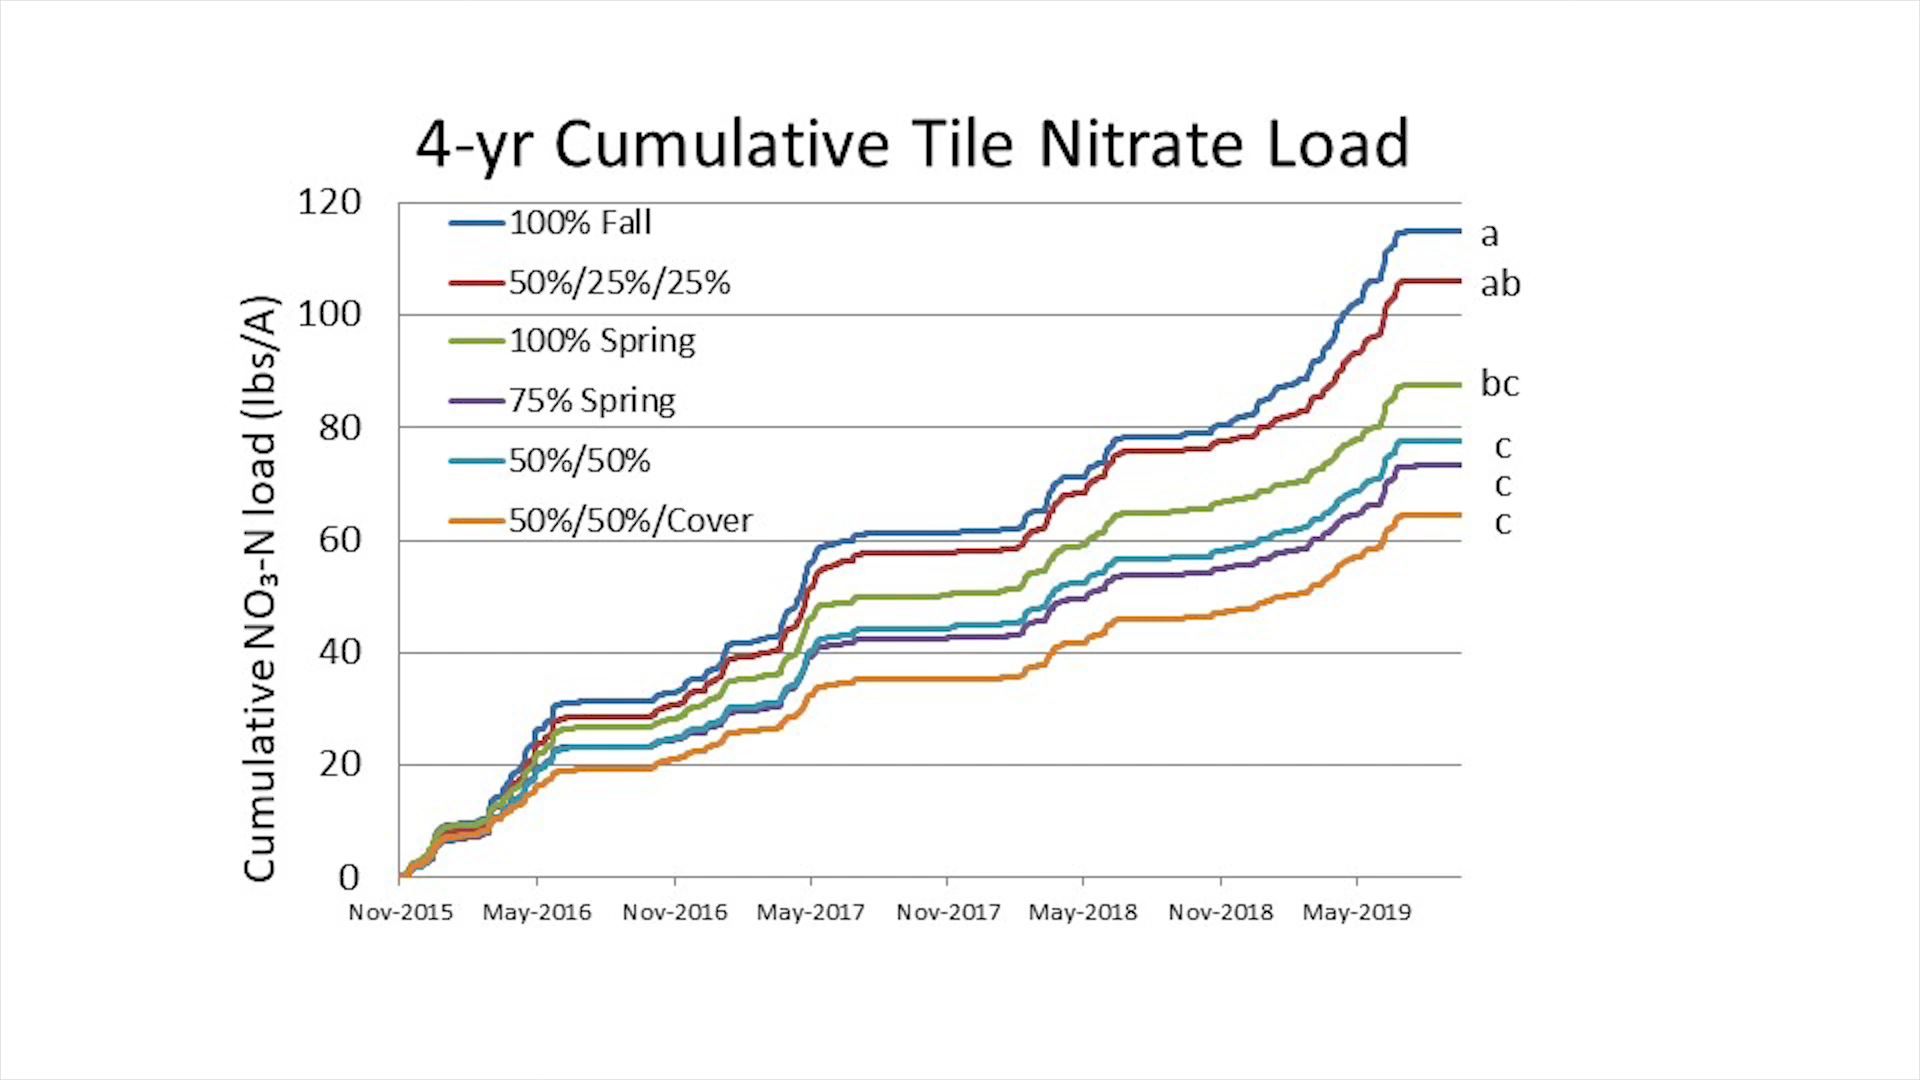 4-yr Cumulative Tile Nitrate Load
Cumulative NO₃-N load (lbs/A)
120
100
80
60
40
20
0
100% Fall
50%/25%/25%
100% Spring
75% Spring
50%/50%
50%/50%/Cover
a
ab
bc
c
c
c
Nov-2015 May-2016 Nov-2016 May-2017 Nov-2017 May-2018 Nov-2018 May-2019